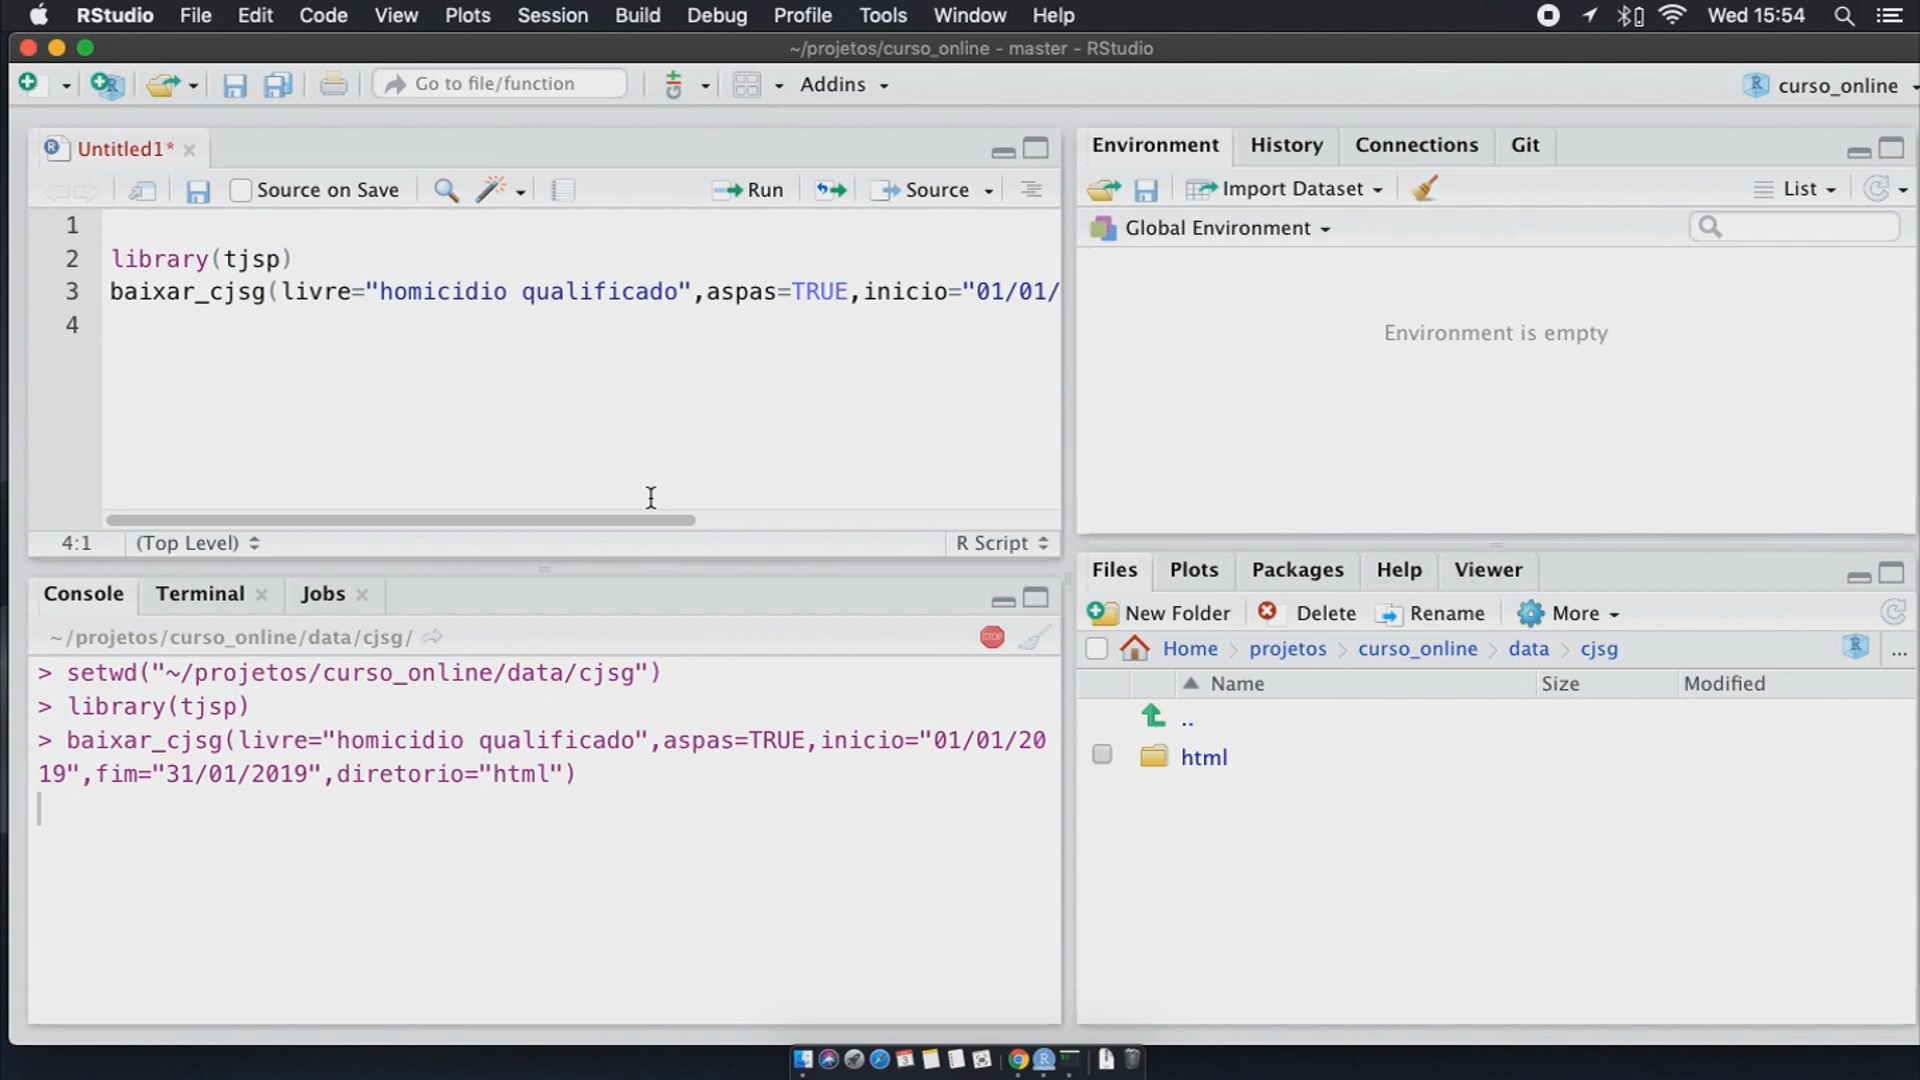 RStudio File Edit Code View Plots Session Build Debug Profile Tools Window Help Wed 15:54
~/projetos/curso_online - master - RStudio
Go to file/function Addins curso_online
Untitled1*
Source on Save Run Source
1
2 library(tjsp)
3 baixar_cjsg(livre="homicidio qualificado",aspas=TRUE,inicio="01/01/
4
4:1 (Top Level) R Script
Environment History Connections Git
Import Dataset List
Global Environment
Environment is empty
Console Terminal Jobs
~/projetos/curso_online/data/cjsg/
STOP
> setwd("~/projetos/curso_online/data/cjsg")
> library(tjsp)
> baixar_cjsg(livre="homicidio qualificado",aspas=TRUE,inicio="01/01/20
19",fim="31/01/2019",diretorio="html")
Files Plots Packages Help Viewer
New Folder Delete Rename More
Home projetos curso_online data cjsg ...
Name Size Modified
..
html